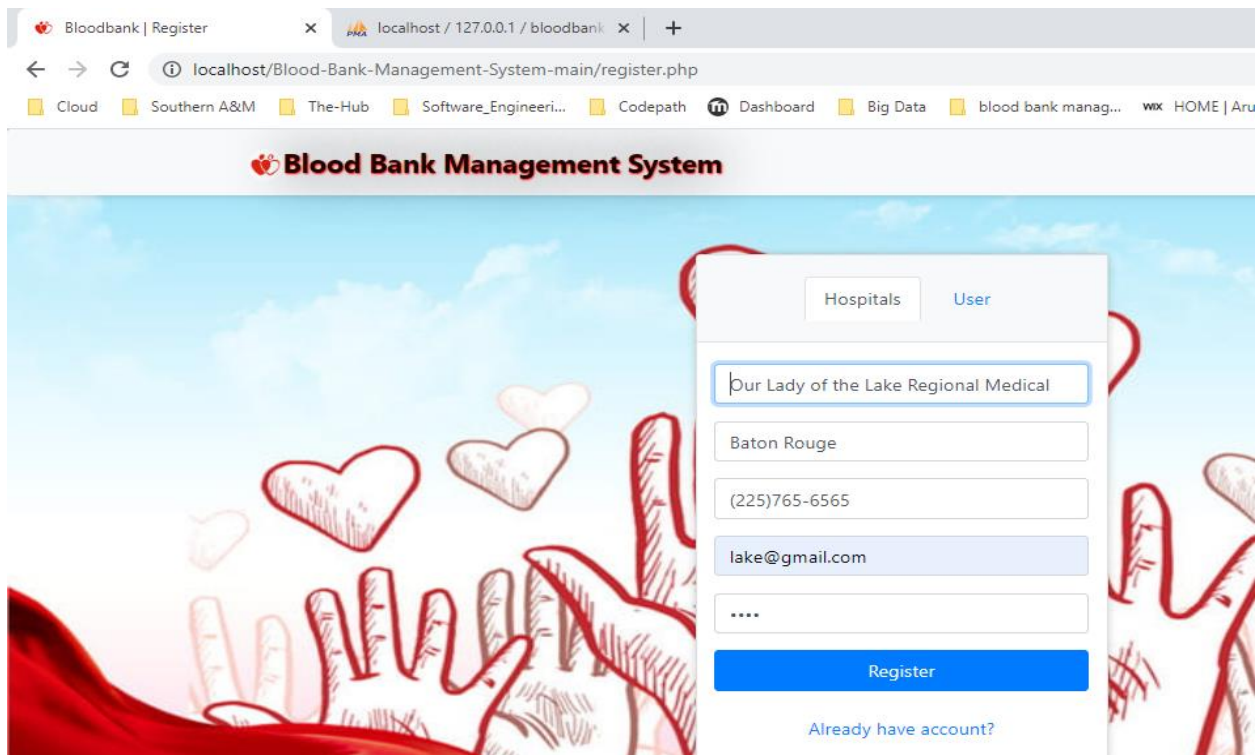 Bloodbank | Register
localhost / 127.0.0.1 / bloodbank
localhost/Blood-Bank-Management-System-main/register.php
Cloud Southern A&M The-Hub Software_Engineeri... Codepath Dashboard Big Data blood bank manag... WIX HOME | Aru
Blood Bank Management System
Hospitals User
Our Lady of the Lake Regional Medical
Baton Rouge
(225)765-6565
lake@gmail.com
....
Register
Already have account?